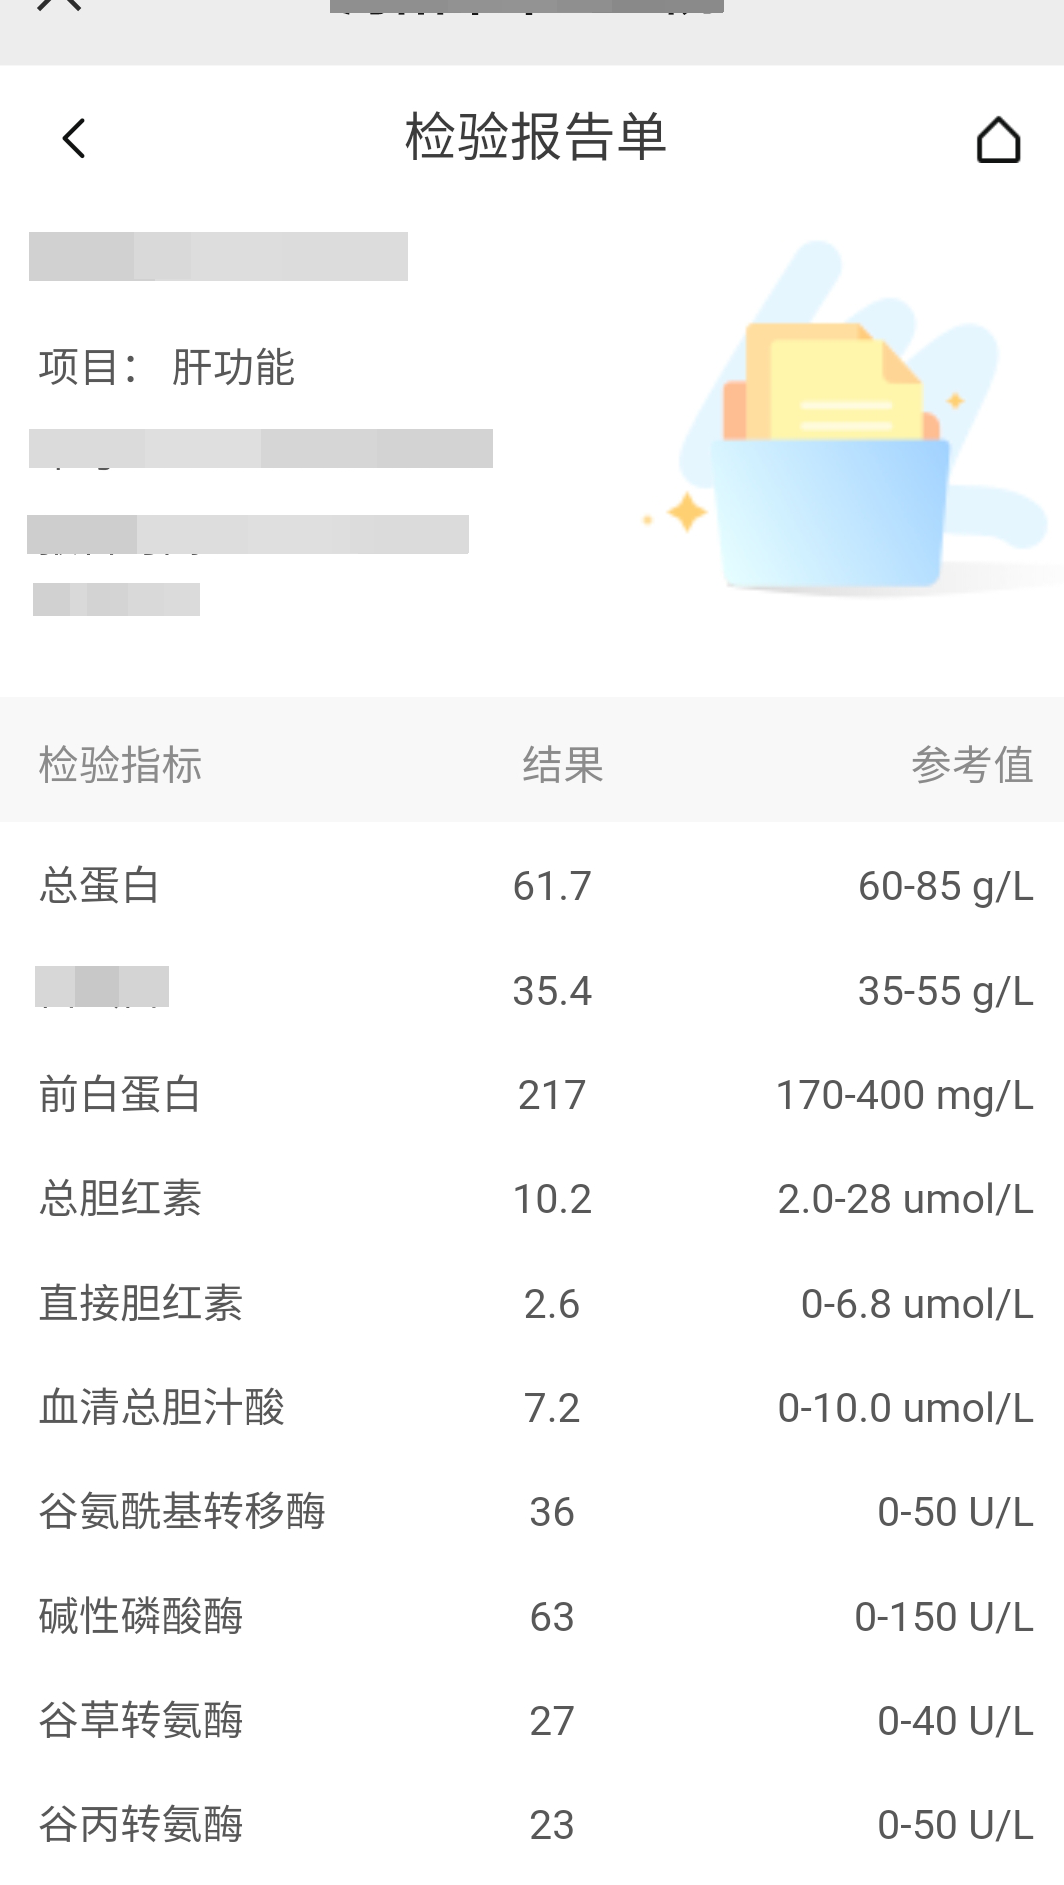 检验报告单
项目： 肝功能
检验指标 结果 参考值
总蛋白 61.7 60-85 g/L
35.4 35-55 g/L
前白蛋白 217 170-400 mg/L
总胆红素 10.2 2.0-28 umol/L
直接胆红素 2.6 0-6.8 umol/L
血清总胆汁酸 7.2 0-10.0 umol/L
谷氨酰基转移酶 36 0-50 U/L
碱性磷酸酶 63 0-150 U/L
谷草转氨酶 27 0-40 U/L
谷丙转氨酶 23 0-50 U/L